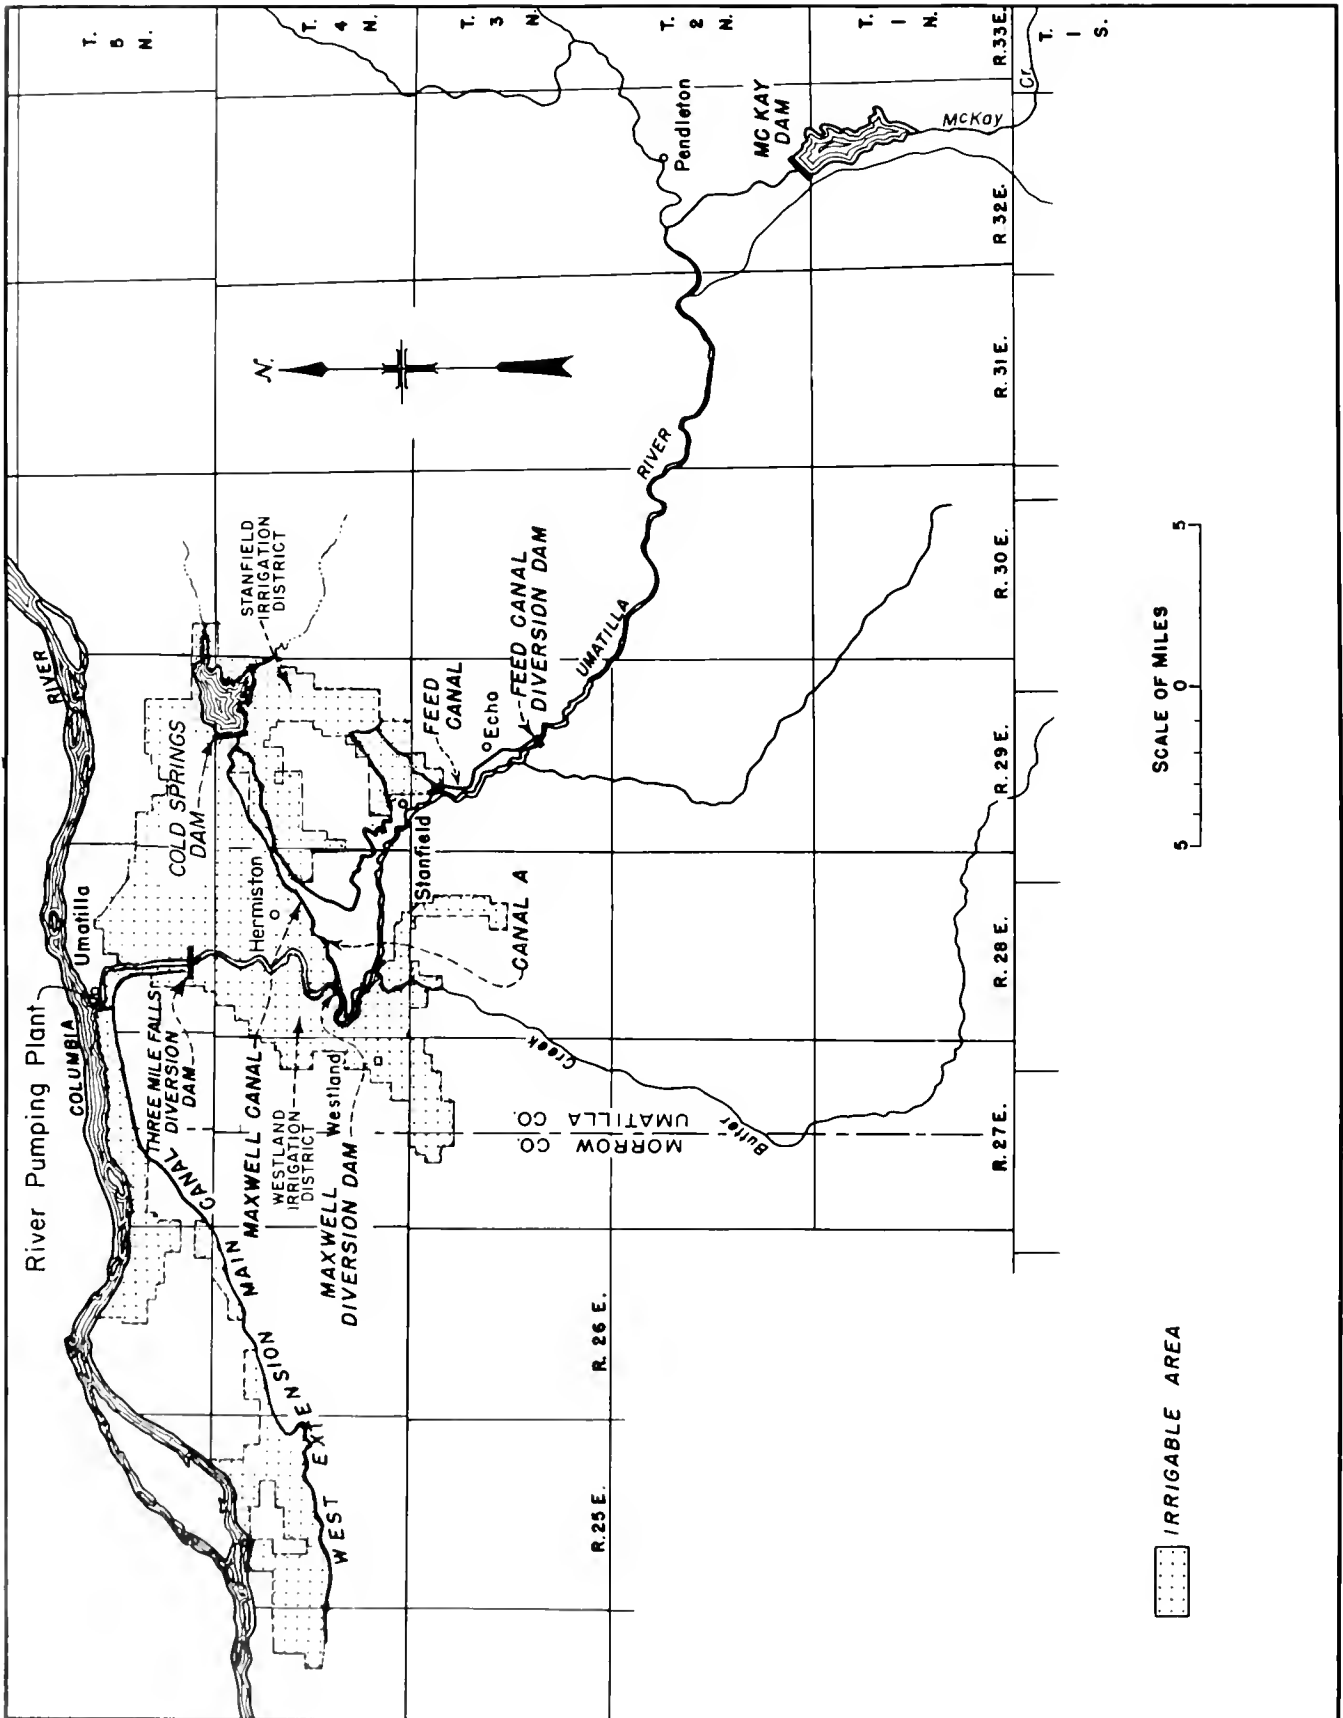 River Pumping Plant
COLUMBIA
RIVER
Umatilla
THREE MILE FALLS
DIVERSION
DAM
COLD SPRINGS
DAM
STANFIELD
IRRIGATION
DISTRICT
Hermiston
MAXWELL CANAL
WESTLAND
IRRIGATION
DISTRICT
Westland
MAXWELL
DIVERSION DAM
WEST EXTENSION MAIN CANAL
CANAL A
Stanfield
FEED
CANAL
Echo
FEED CANAL
DIVERSION DAM
UMATILLA RIVER
N.
Pendleton
MC KAY
DAM
McKay Cr.
Butter Creek
MORROW CO.
UMATILLA CO.
T.
5
N.
T.
4
N.
T.
3
N.
T.
2
N.
T.
1
N.
T.
1
S.
R. 25 E.
R. 26 E.
R. 27 E.
R. 28 E.
R. 29 E.
R. 30 E.
R. 31 E.
R. 32 E.
R. 33 E.
IRRIGABLE AREA
5 0 5
SCALE OF MILES